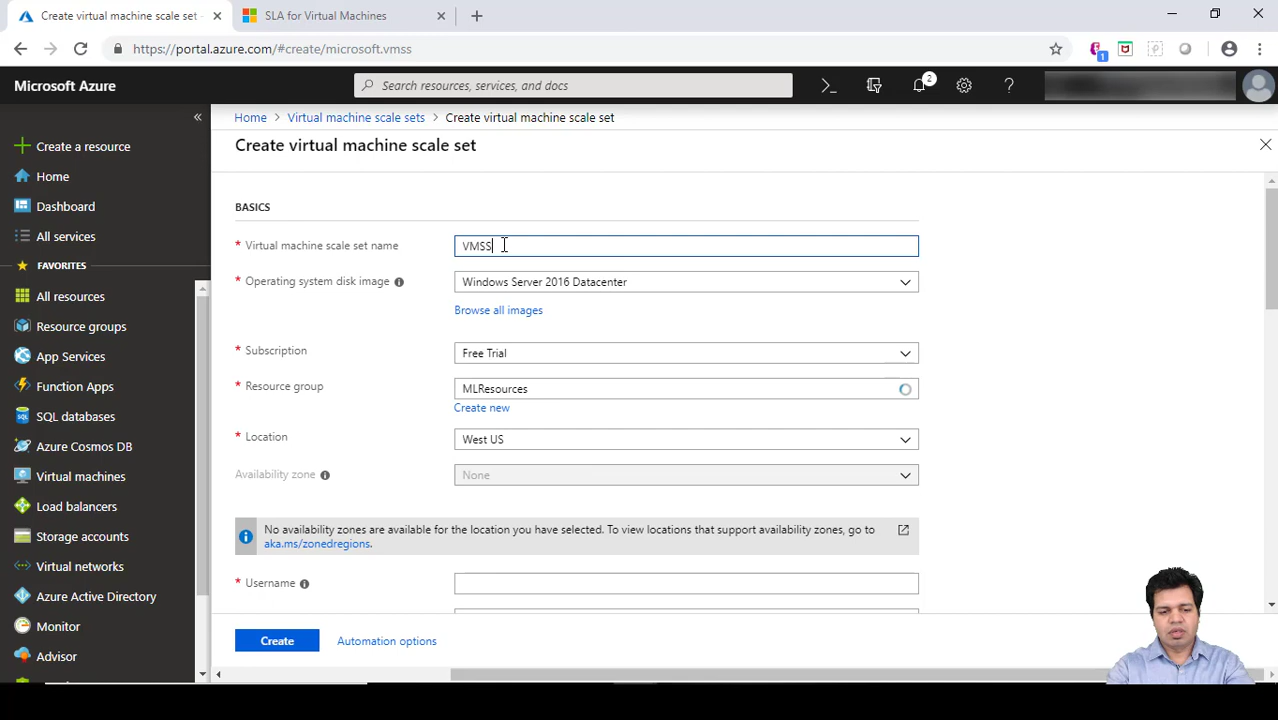 Create virtual machine scale set -
SLA for Virtual Machines
https://portal.azure.com/#create/microsoft.vmss
1
Microsoft Azure
Search resources, services, and docs
2
Home > Virtual machine scale sets > Create virtual machine scale set
Create virtual machine scale set
Create a resource
Home
Dashboard
All services
FAVORITES
All resources
Resource groups
App Services
Function Apps
SQL databases
Azure Cosmos DB
Virtual machines
Load balancers
Storage accounts
Virtual networks
Azure Active Directory
Monitor
Advisor
BASICS
* Virtual machine scale set name
VMSS
* Operating system disk image
Windows Server 2016 Datacenter
Browse all images
* Subscription
Free Trial
* Resource group
MLResources
Create new
* Location
West US
Availability zone
None
No availability zones are available for the location you have selected. To view locations that support availability zones, go to
aka.ms/zonedregions.
* Username
Create
Automation options